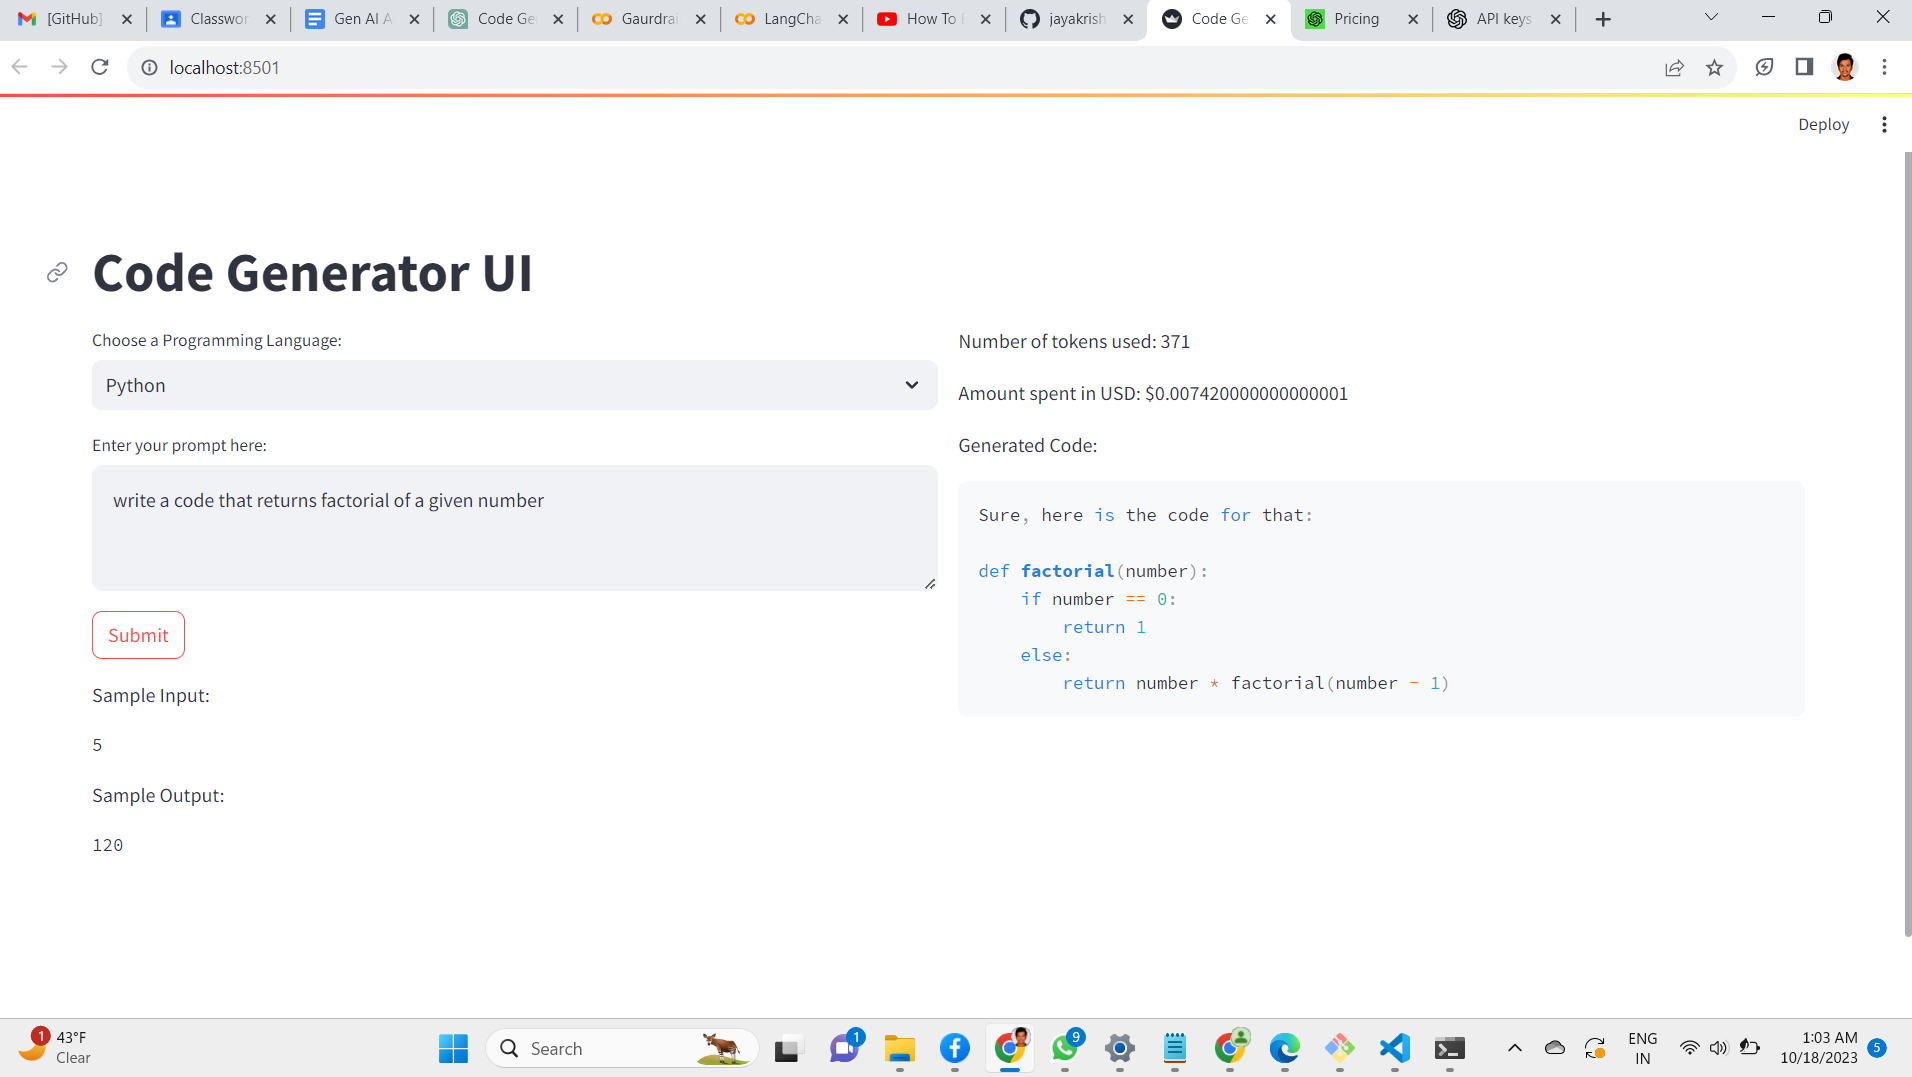 [GitHub]
Classwor
Gen AI A
Code Ge
Gaurdrai
LangCha
How To
jayakrish
Code Ge
Pricing
API keys
localhost:8501
Deploy
Code Generator UI
Choose a Programming Language:
Python
Enter your prompt here:
write a code that returns factorial of a given number
Submit
Sample Input:
5
Sample Output:
120
Number of tokens used: 371
Amount spent in USD: $0.007420000000000001
Generated Code:
Sure, here is the code for that:
def factorial(number):
if number == 0:
return 1
else:
return number * factorial(number - 1)
1
43°F
Clear
Search
1
9
ENG
IN
1:03 AM
10/18/2023
5